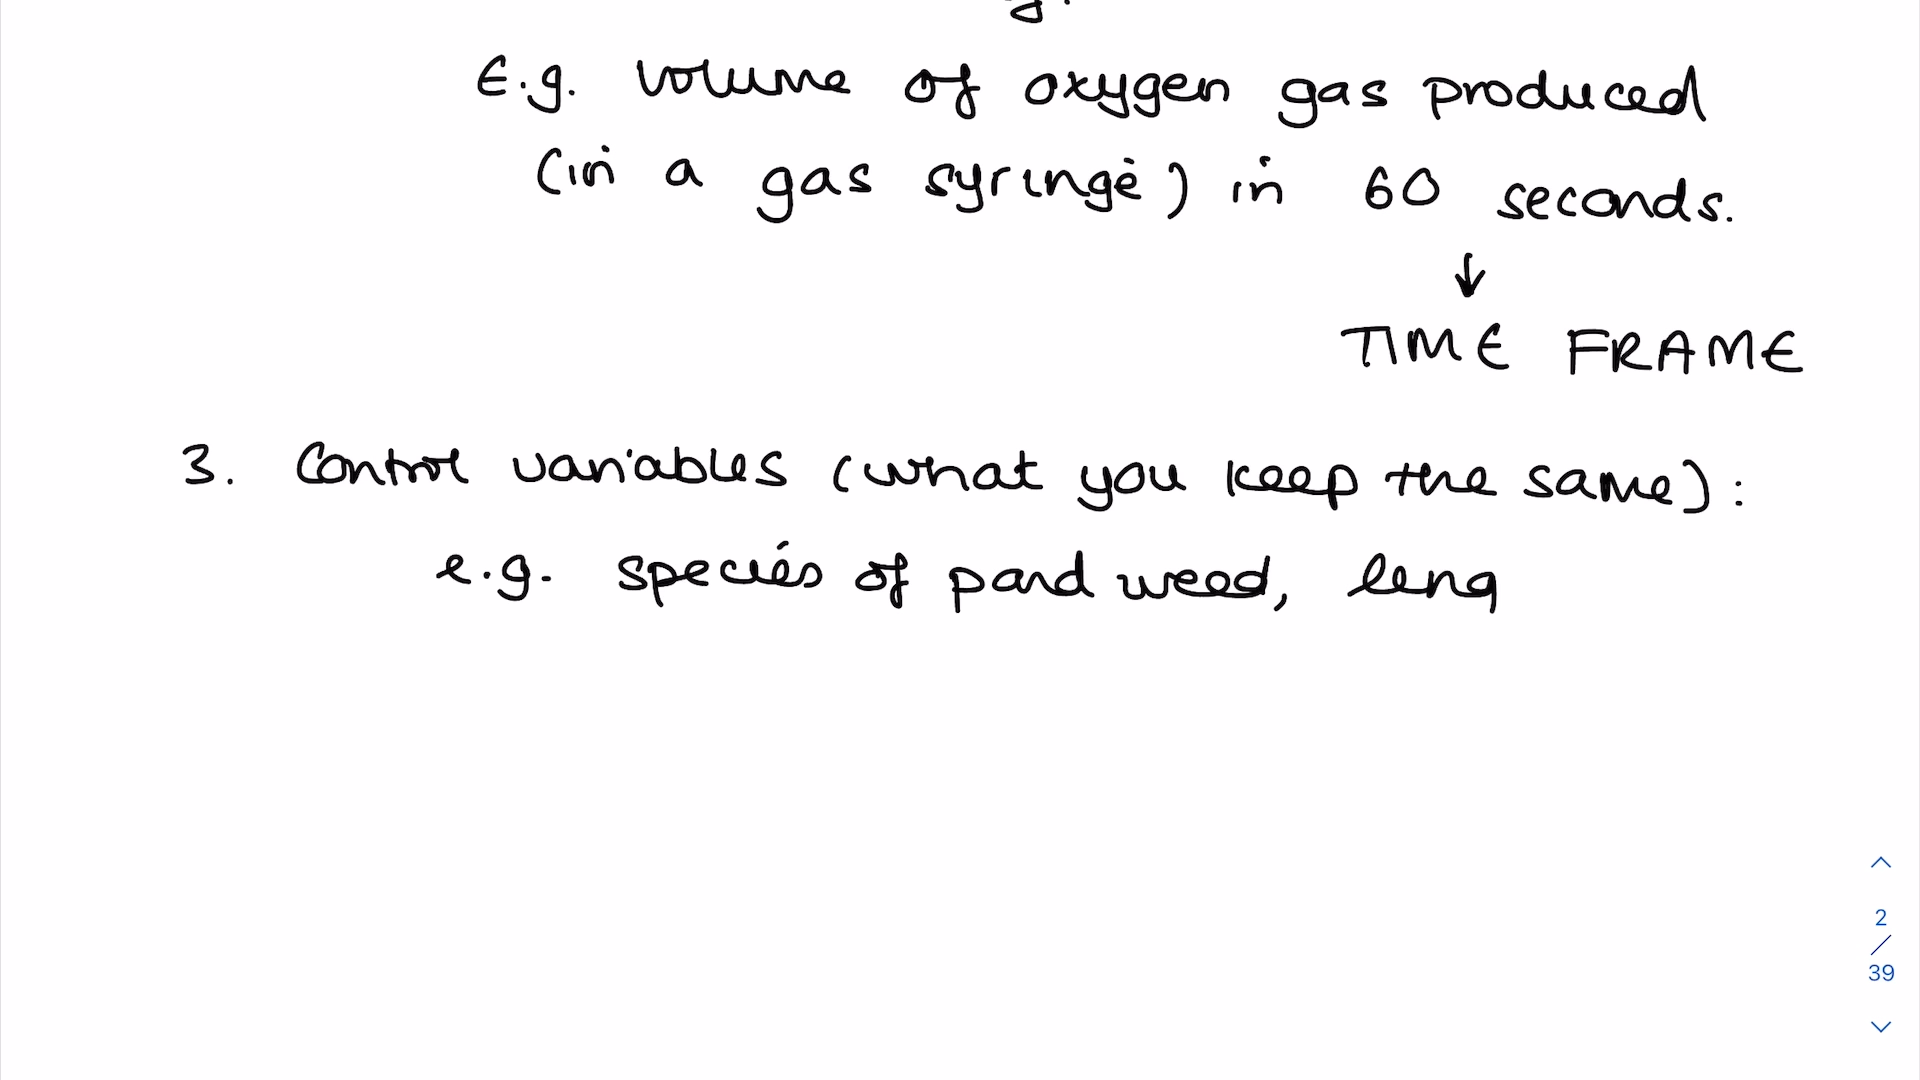 E.g. volume of oxygen gas produced
(in a gas syringe) in 60 seconds.
↓
TIME FRAME
3. Control variables (what you keep the same):
e.g. species of pond weed, leng
2
/
39